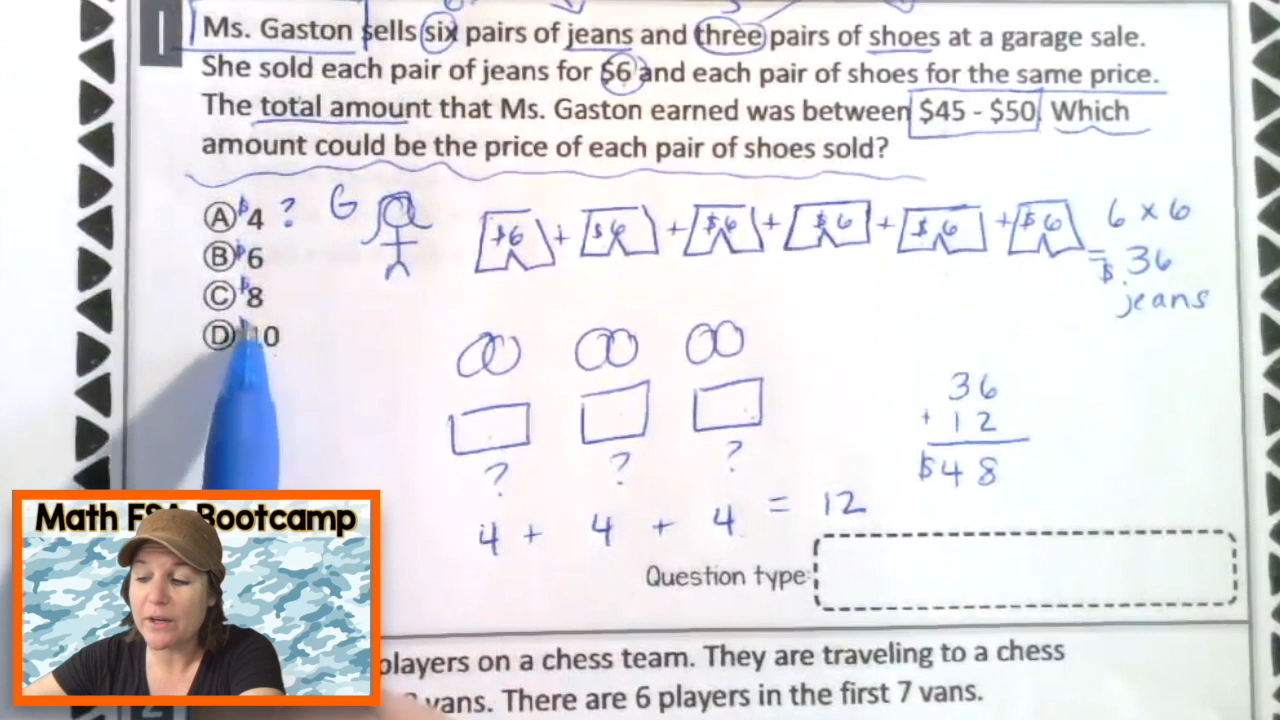 1 Ms. Gaston sells six pairs of jeans and three pairs of shoes at a garage sale.
She sold each pair of jeans for $6 and each pair of shoes for the same price.
The total amount that Ms. Gaston earned was between $45 - $50. Which
amount could be the price of each pair of shoes sold?
A $4 ? G
B $6
C $8
D 10
$6 + $6 + $6 + $6 + $6 + $6
6 x 6
= $36
jeans
? ? ?
4 + 4 + 4 = 12
36
+ 12
$48
Question type:
Math FSA Bootcamp
players on a chess team. They are traveling to a chess
vans. There are 6 players in the first 7 vans.
2